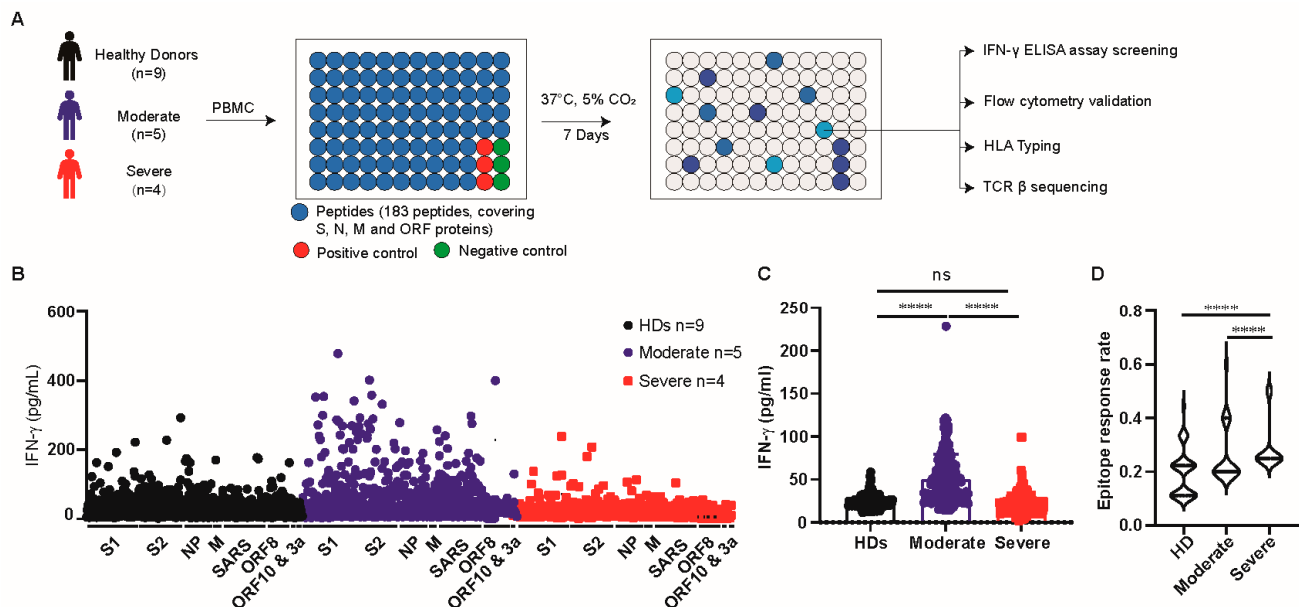 A
Healthy Donors
(n=9)
Moderate
(n=5)
Severe
(n=4)
PBMC
37°C, 5% CO₂
7 Days
IFN-γ ELISA assay screening
Flow cytometry validation
HLA Typing
TCR β sequencing
Peptides (183 peptides, covering
S, N, M and ORF proteins)
Positive control
Negative control
B
IFN-γ (pg/mL)
600
400
200
0
HDs n=9
Moderate n=5
Severe n=4
S1
S2
NP
M
SARS
ORF8
ORF10 & 3a
S1
S2
NP
M
SARS
ORF8
ORF10 & 3a
S1
S2
NP
M
SARS
ORF8
ORF10 & 3a
C
ns
**** ****
IFN-γ (pg/ml)
250
200
150
100
50
0
HDs
Moderate
Severe
D
****
****
Epitope response rate
0.8
0.6
0.4
0.2
0.0
HD
Moderate
Severe